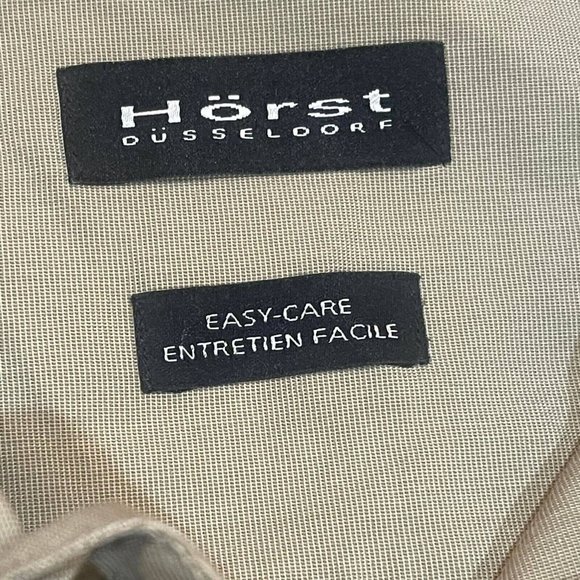 Hörst
DÜSSELDORF
EASY-CARE
ENTRETIEN FACILE